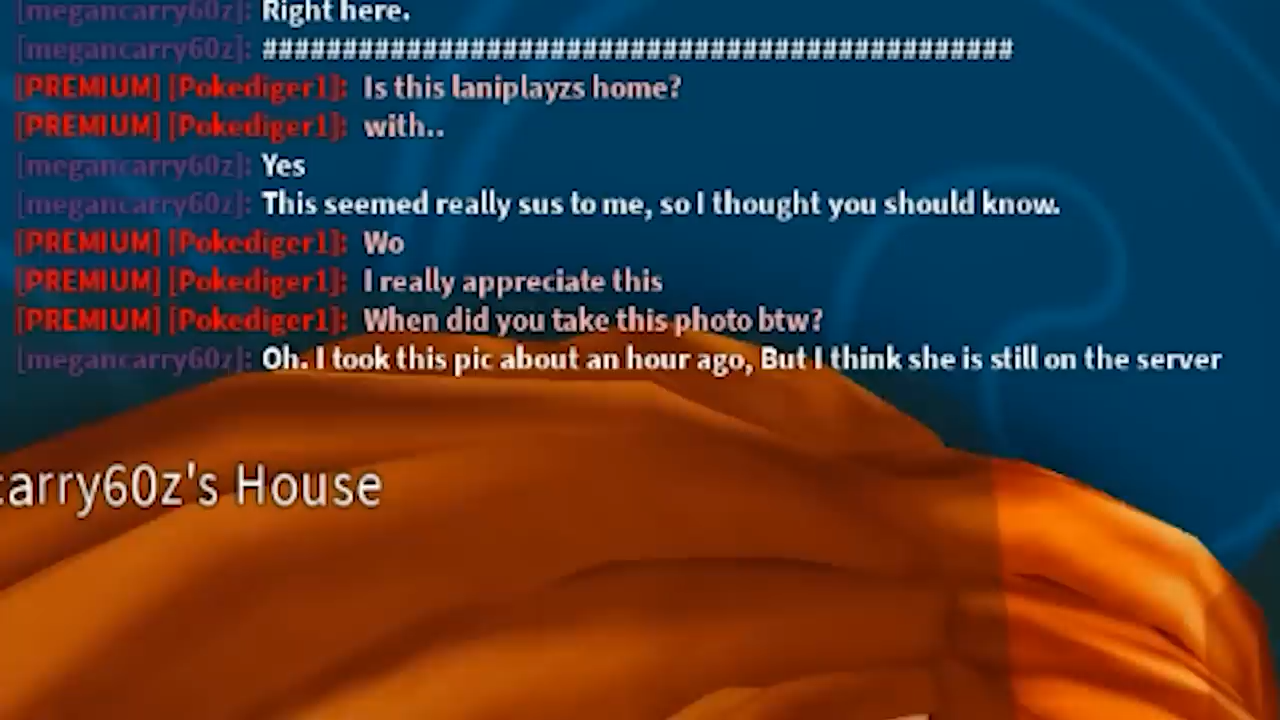 [megancarry60z]: Right here.
[megancarry60z]: ###############################################
[PREMIUM] [Pokediger1]: Is this laniplayzs home?
[PREMIUM] [Pokediger1]: with..
[megancarry60z]: Yes
[megancarry60z]: This seemed really sus to me, so I thought you should know.
[PREMIUM] [Pokediger1]: Wo
[PREMIUM] [Pokediger1]: I really appreciate this
[PREMIUM] [Pokediger1]: When did you take this photo btw?
[megancarry60z]: Oh. I took this pic about an hour ago, But I think she is still on the server
carry60z's House